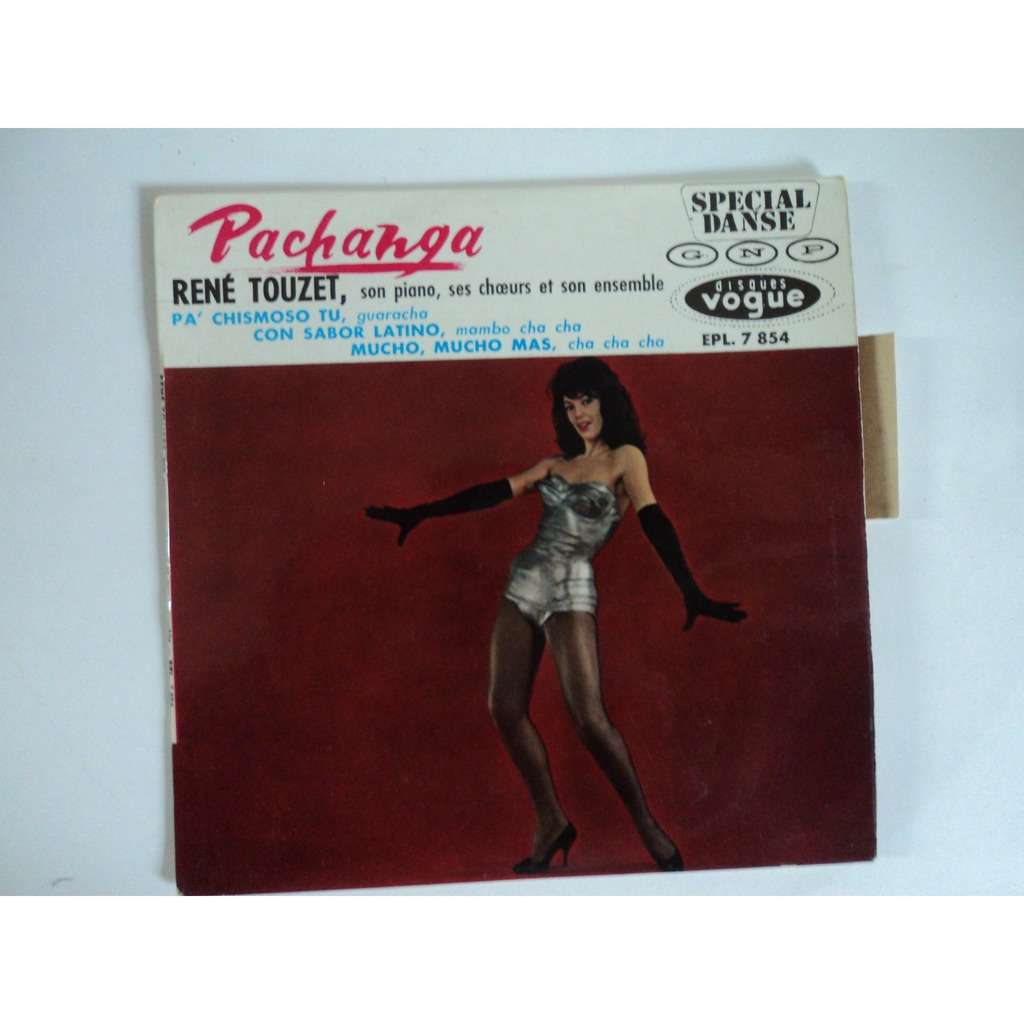 Pachanga
SPECIAL
DANSE
G N P
RENÉ TOUZET, son piano, ses chœurs et son ensemble
disques
vogue
PA' CHISMOSO TU, guaracha
CON SABOR LATINO, mambo cha cha
MUCHO, MUCHO MAS, cha cha cha
EPL. 7 854